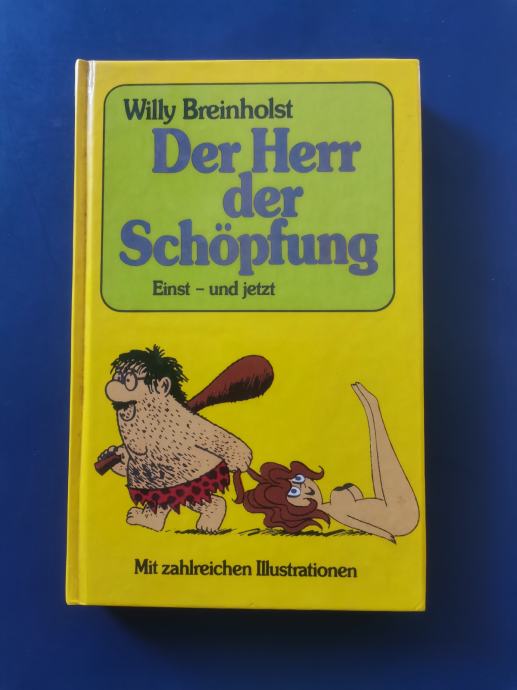 Willy Breinholst
Der Herr
der
Schöpfung
Einst – und jetzt
Mit zahlreichen Illustrationen